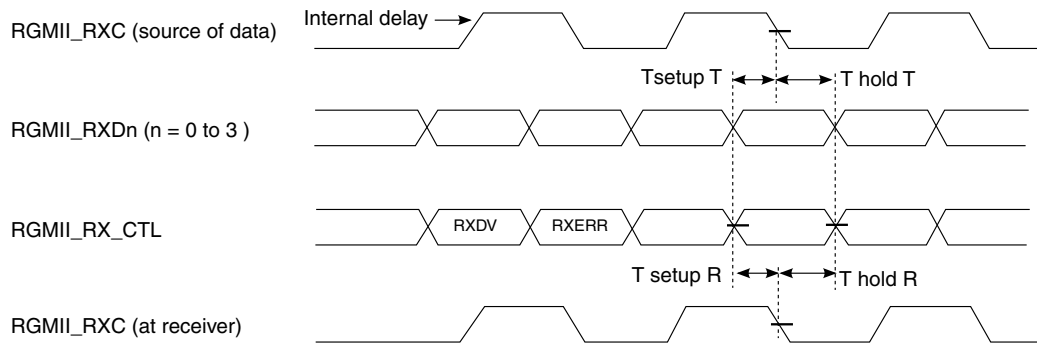 Internal delay
RGMII_RXC (source of data)
Tsetup T
T hold T
RGMII_RXDn (n = 0 to 3 )
RGMII_RX_CTL
RXDV
RXERR
T setup R
T hold R
RGMII_RXC (at receiver)